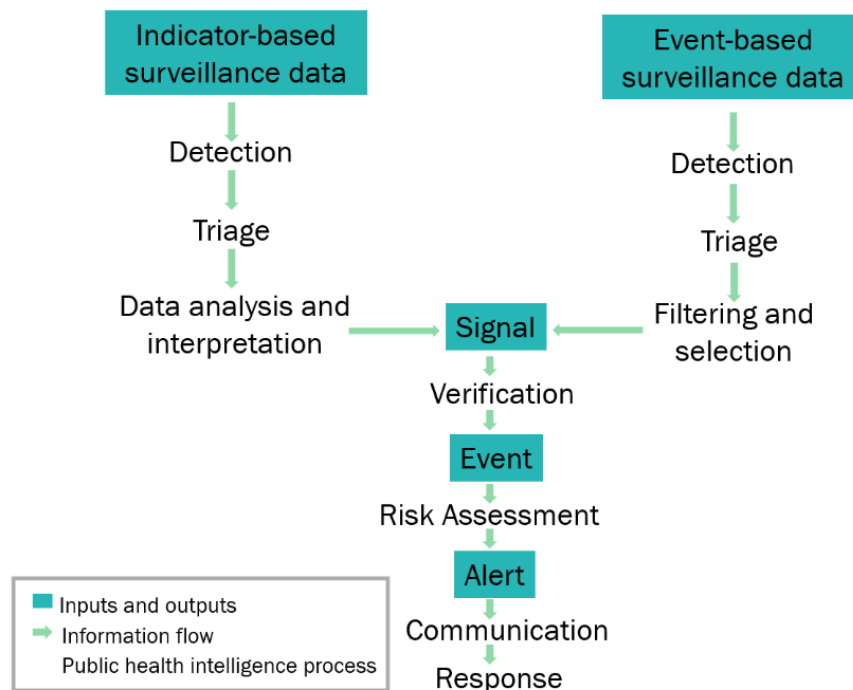 Indicator-based
surveillance data
Event-based
surveillance data
Detection
Detection
Triage
Triage
Data analysis and
interpretation
Signal
Filtering and
selection
Verification
Event
Risk Assessment
Alert
Communication
Response
Inputs and outputs
Information flow
Public health intelligence process